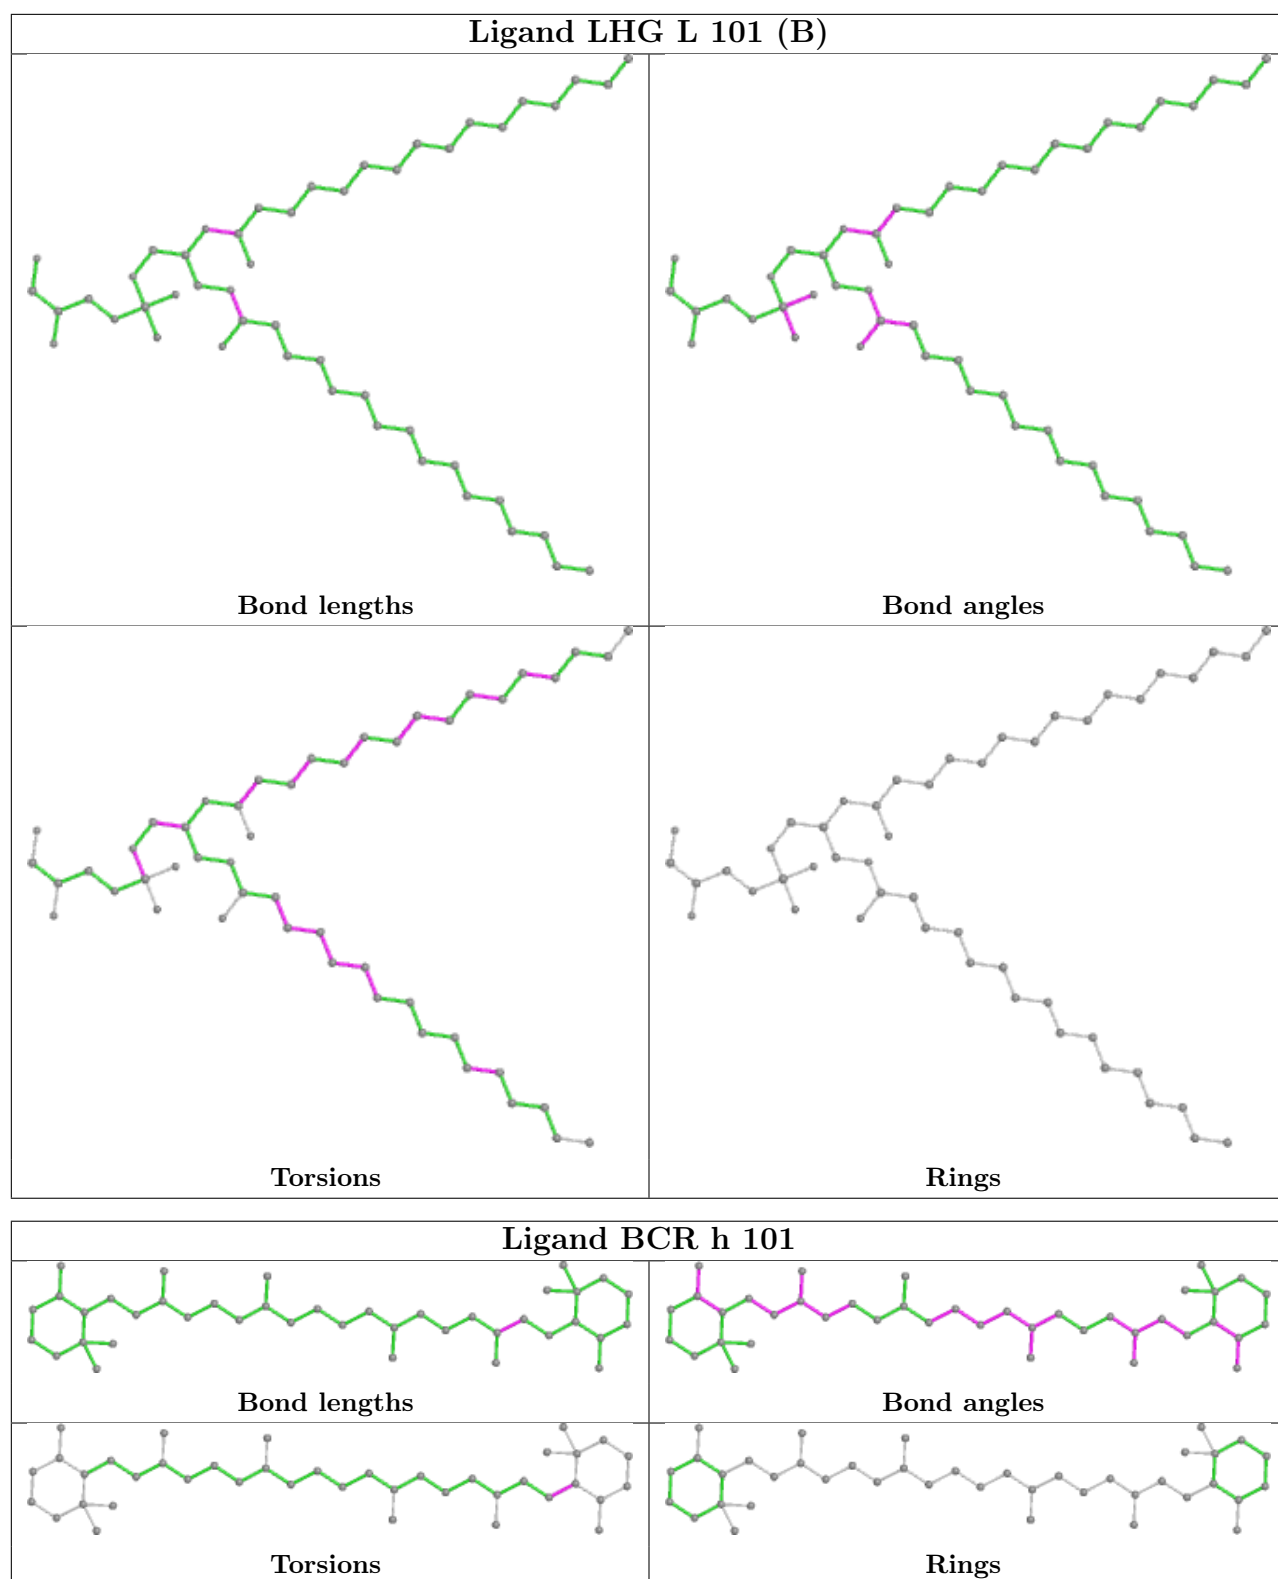 Ligand LHG L 101 (B)
Bond lengths
Bond angles
Torsions
Rings
Ligand BCR h 101
Bond lengths
Bond angles
Torsions
Rings